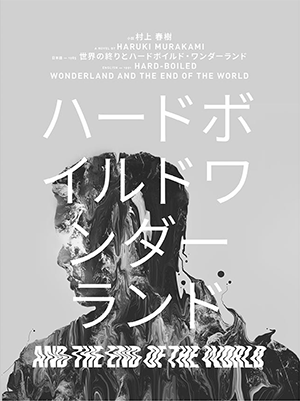 村上 春樹
A NOVEL BY
HARUKI MURAKAMI
世界の終りとハードボイルド・ワンダーランド
HARD-BOILED
WONDERLAND AND THE END OF THE WORLD
ハードボ
イルドワ
ンダー
ランド
AND THE END OF THE WORLD